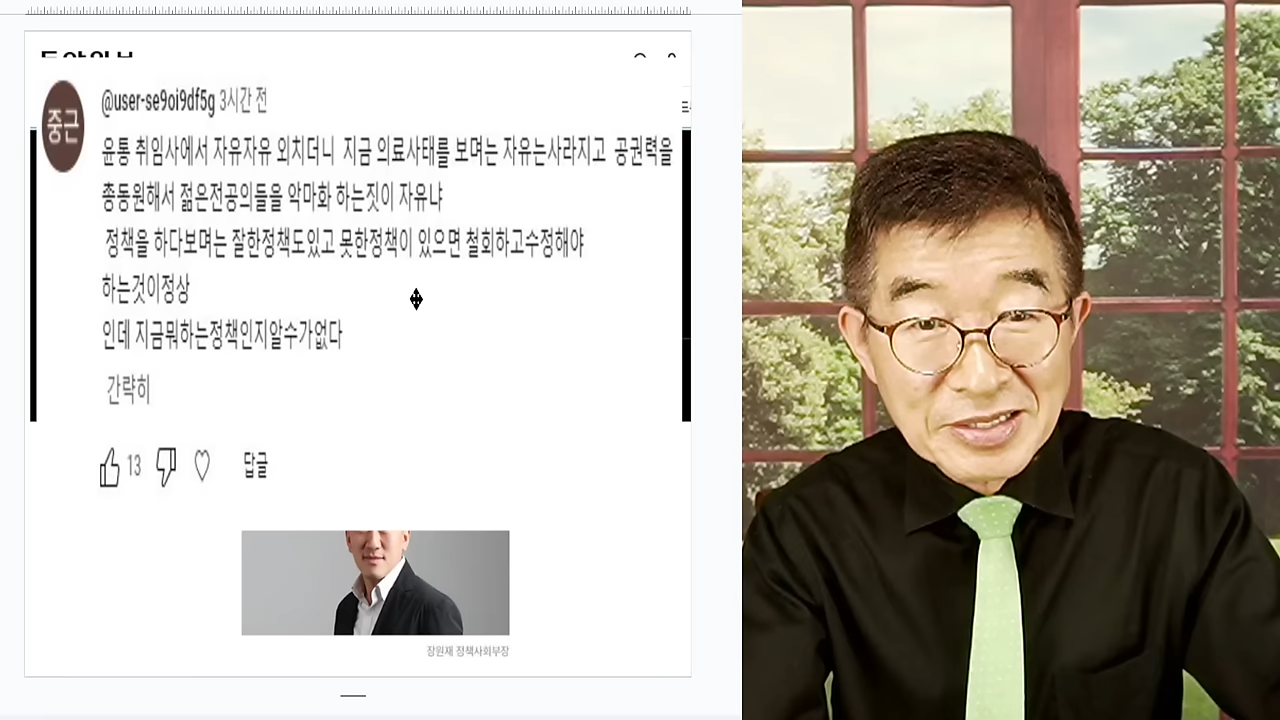 중근
@user-se9oi9df5g 3시간 전
윤통 취임사에서 자유자유 외치더니 지금 의료사태를 보며는 자유는사라지고 공권력을
총동원해서 젊은전공의들을 악마화 하는짓이 자유냐
정책을 하다보며는 잘한정책도있고 못한정책이 있으면 철회하고수정해야
하는것이정상
인데 지금뭐하는정책인지알수가없다
간략히
13
답글
장원재 정책사회부장